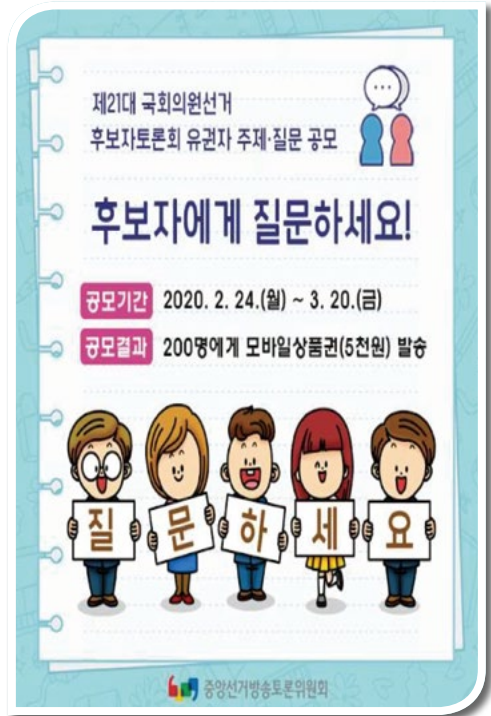 제21대 국회의원선거
후보자토론회 유권자 주제·질문 공모
후보자에게 질문하세요!
공모기간 2020. 2. 24.(월) ~ 3. 20.(금)
공모결과 200명에게 모바일상품권(5천원) 발송
질 문 하 세 요
중앙선거방송토론위원회